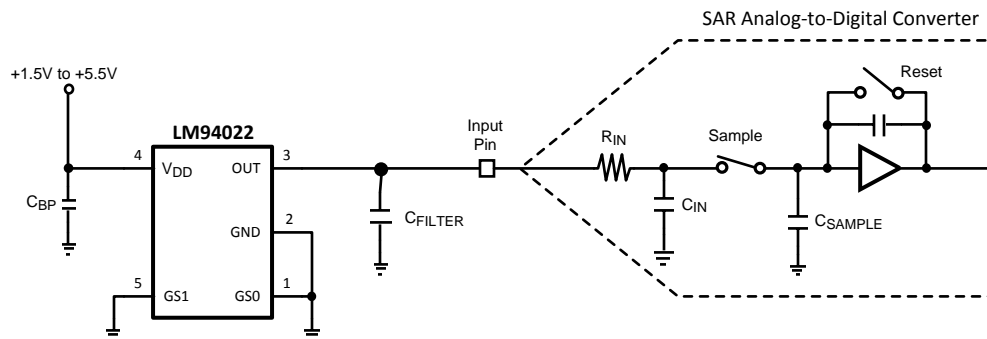 SAR Analog-to-Digital Converter
+1.5V to +5.5V
Reset
LM94022
Input
Pin
RIN
Sample
4
VDD
OUT
3
CBP
CFILTER
CIN
CSAMPLE
GND
2
5
GS1
GS0
1